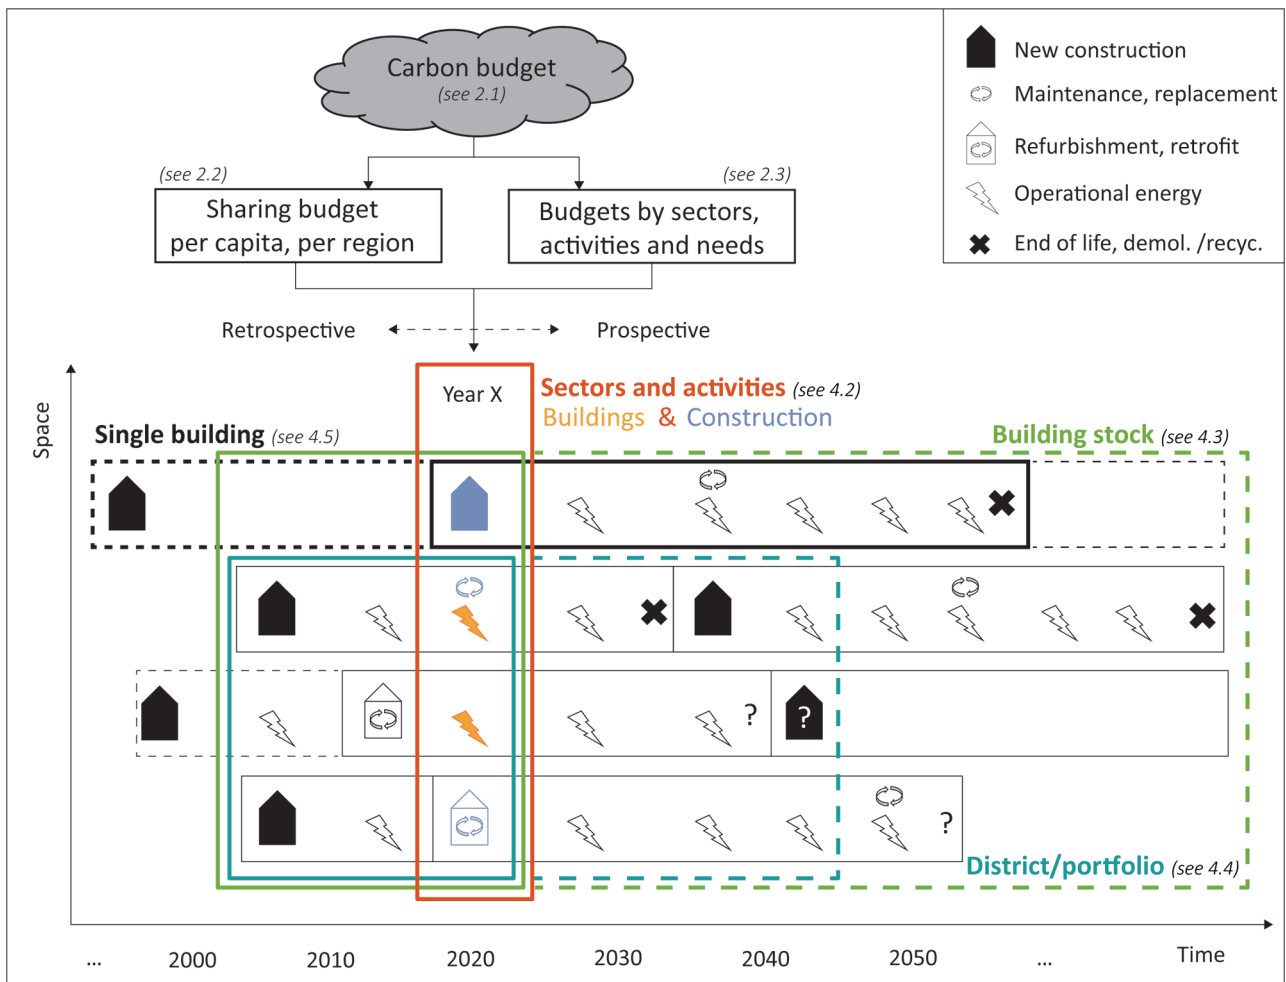 Carbon budget
(see 2.1)
New construction
Maintenance, replacement
Refurbishment, retrofit
Operational energy
End of life, demol. /recyc.
(see 2.2)
(see 2.3)
Sharing budget
per capita, per region
Budgets by sectors,
activities and needs
Retrospective
Prospective
Space
Year X
Sectors and activities (see 4.2)
Buildings & Construction
Single building (see 4.5)
Building stock (see 4.3)
?
?
?
District/portfolio (see 4.4)
... 2000 2010 2020 2030 2040 2050 ... Time